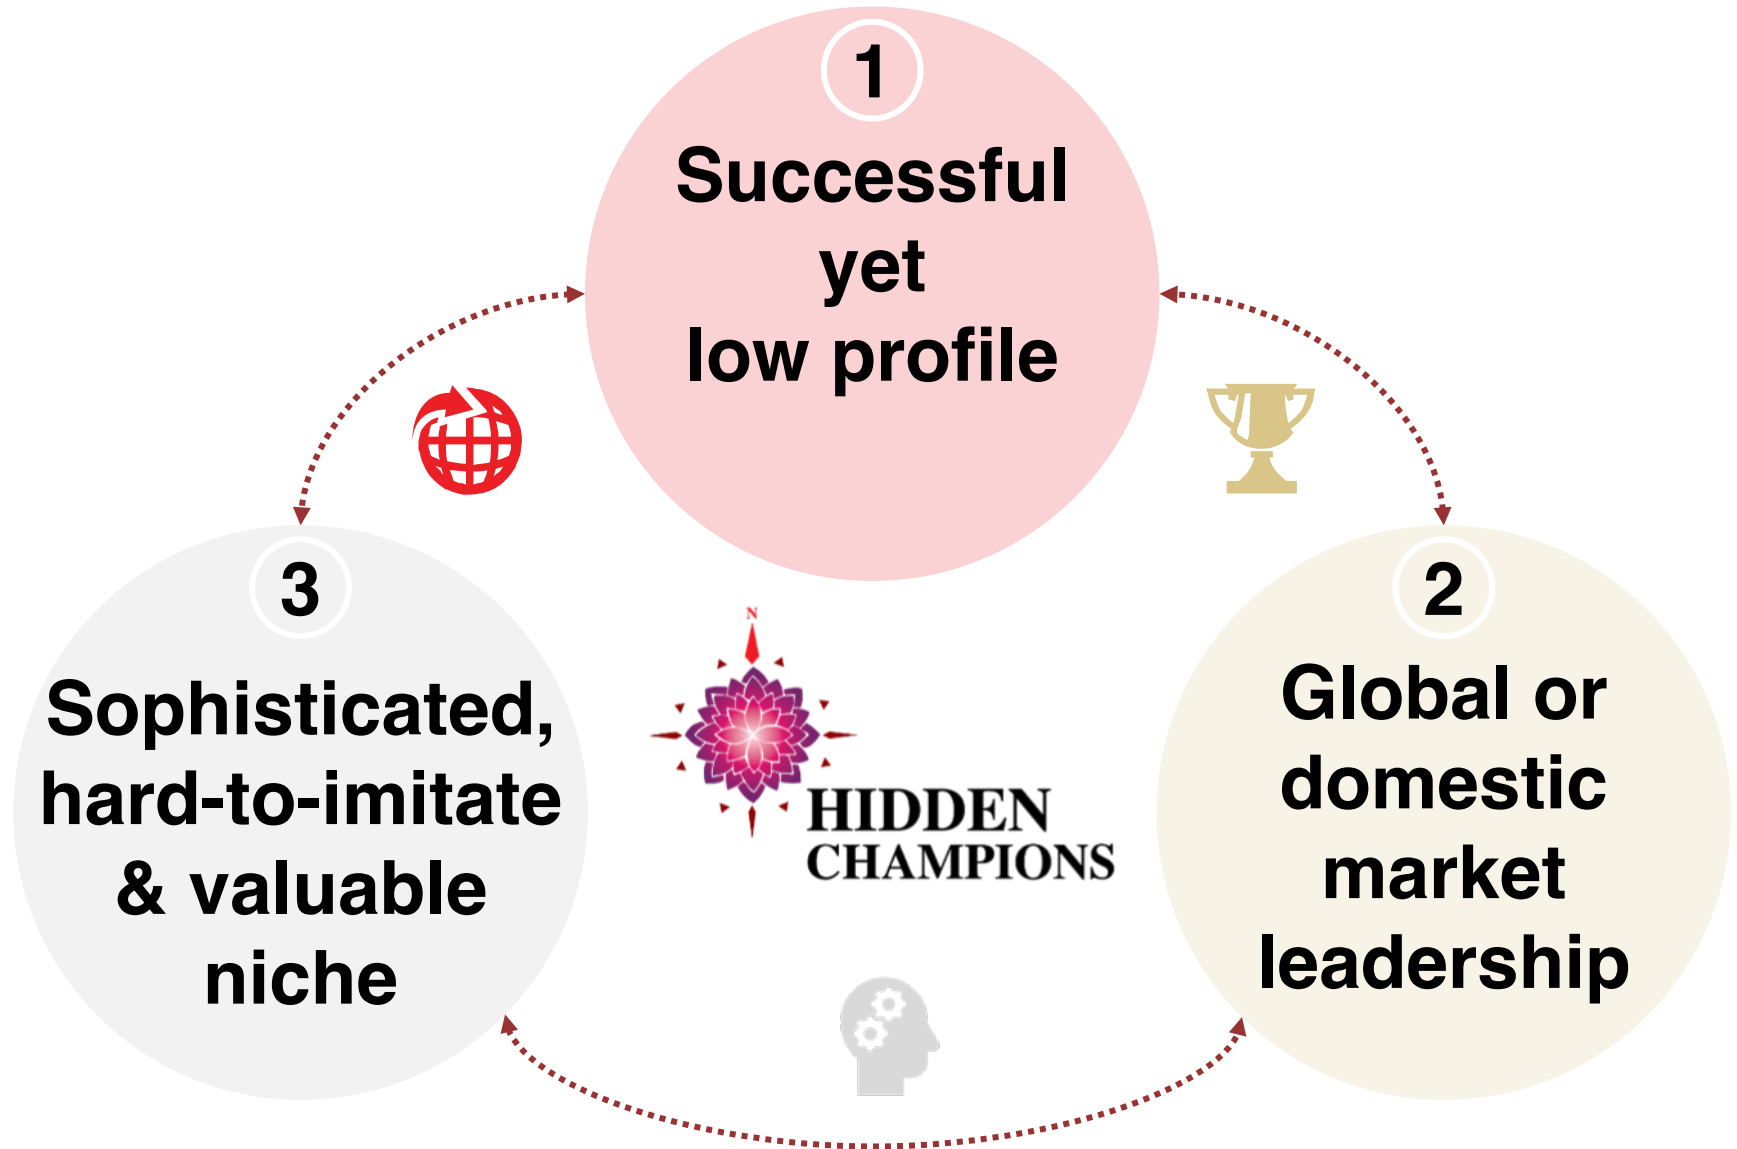 1
Successful
yet
low profile
3
Sophisticated,
hard-to-imitate
& valuable
niche
N
HIDDEN
CHAMPIONS
2
Global or
domestic
market
leadership